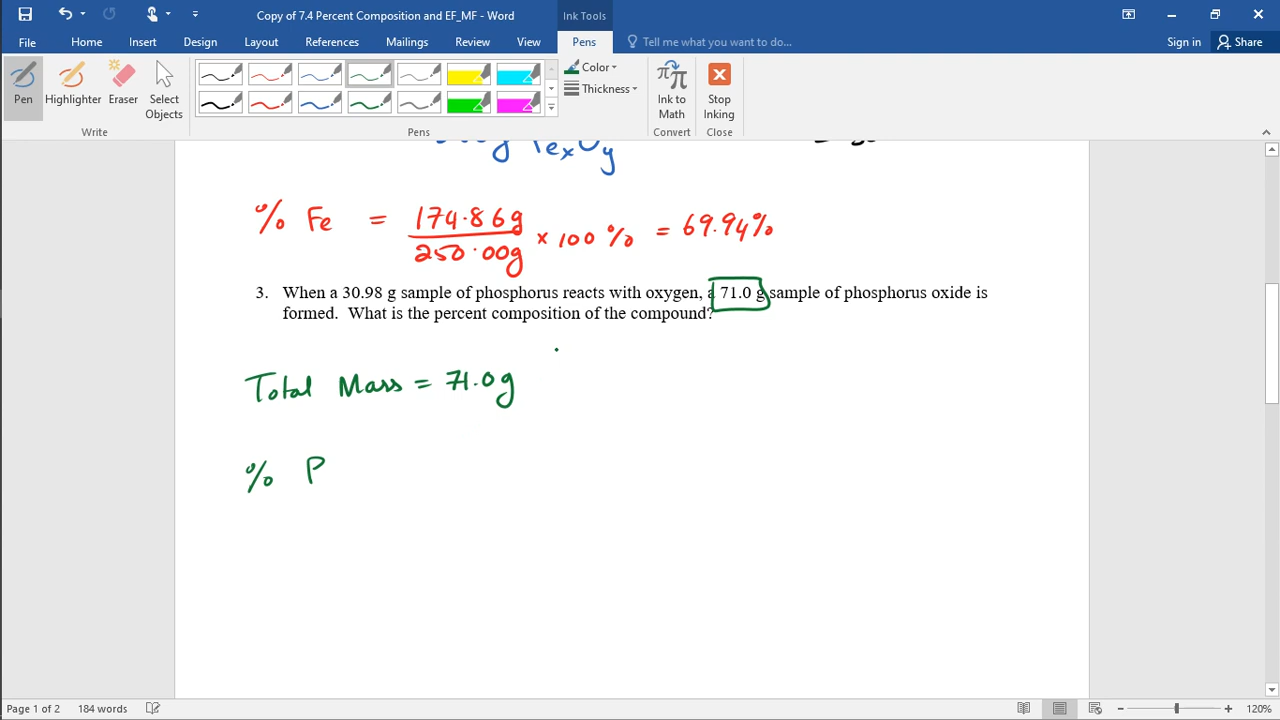 Copy of 7.4 Percent Composition and EF_MF - Word
Ink Tools
File Home Insert Design Layout References Mailings Review View Pens Tell me what you want to do... Sign in Share
Pen Highlighter Eraser Select Objects
Color
Thickness
Ink to Math
Stop Inking
Write Pens Convert Close
g FexOy
% Fe = 174.86g / 250.00g × 100 % = 69.94%
3. When a 30.98 g sample of phosphorus reacts with oxygen, a 71.0 g sample of phosphorus oxide is
formed. What is the percent composition of the compound?
Total Mass = 71.0g
% P
Page 1 of 2 184 words 120%